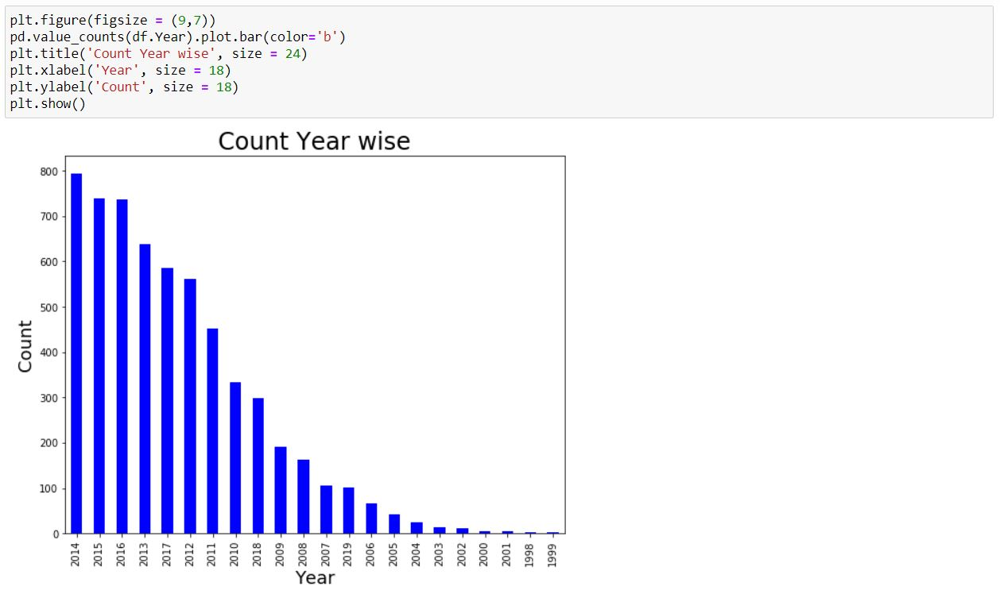 plt.figure(figsize = (9,7))
pd.value_counts(df.Year).plot.bar(color='b')
plt.title('Count Year wise', size = 24)
plt.xlabel('Year', size = 18)
plt.ylabel('Count', size = 18)
plt.show()
Count Year wise
800
700
600
500
400
300
200
100
0
Count
2014 2015 2016 2013 2017 2012 2011 2010 2018 2009 2008 2007 2019 2006 2005 2004 2003 2002 2000 2001 1998 1999
Year